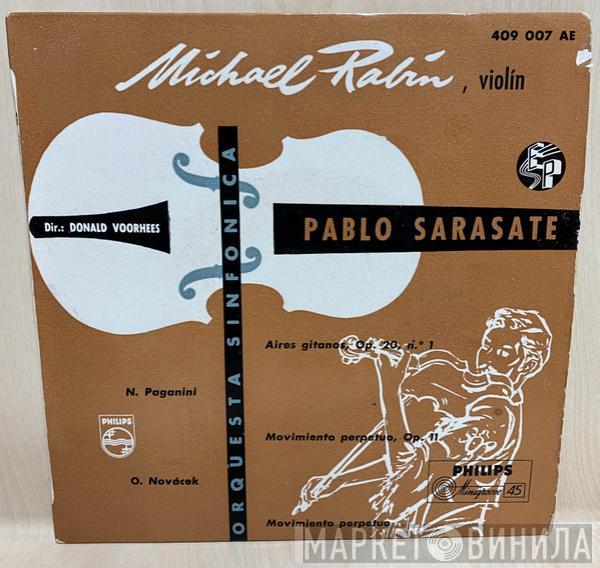 409 007 AE
Michael Rabin, violín
EP
Dir.: DONALD VOORHEES
PABLO SARASATE
ORQUESTA SINFONICA
Aires gitanos, Op. 20, n.º 1
N. Paganini
PHILIPS
Movimiento perpetuo, Op. 11
O. Novácek
PHILIPS
Minigroove 45
Movimiento perpetuo
МАРКЕТ ВИНИЛА